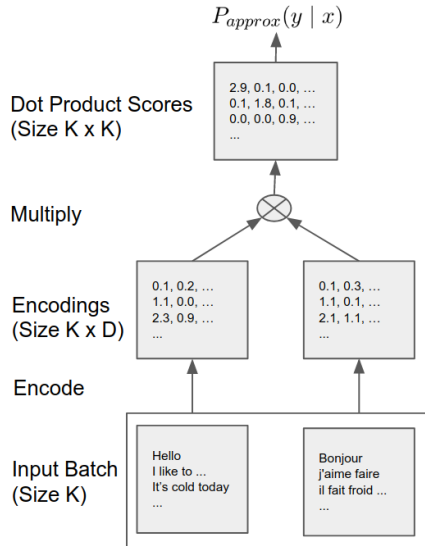 P_{approx}(y | x)
Dot Product Scores
(Size K x K)
2.9, 0.1, 0.0, ...
0.1, 1.8, 0.1, ...
0.0, 0.0, 0.9, ...
...
Multiply
Encodings
(Size K x D)
0.1, 0.2, ...
1.1, 0.0, ...
2.3, 0.9, ...
...
0.1, 0.3, ...
1.1, 0.1, ...
2.1, 1.1, ...
...
Encode
Input Batch
(Size K)
Hello
I like to ...
It's cold today
...
Bonjour
j'aime faire
il fait froid ...
...